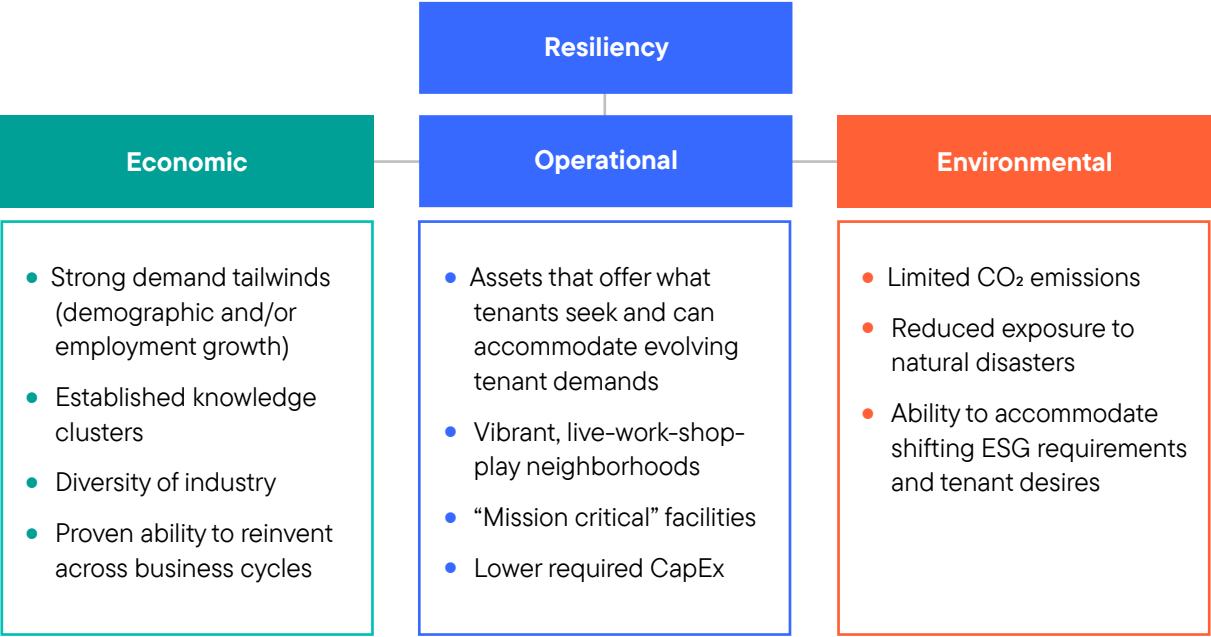 Resiliency
Economic
Operational
Environmental
• Strong demand tailwinds
(demographic and/or
employment growth)
• Established knowledge
clusters
• Diversity of industry
• Proven ability to reinvent
across business cycles
• Assets that offer what
tenants seek and can
accommodate evolving
tenant demands
• Vibrant, live-work-shop-
play neighborhoods
• “Mission critical” facilities
• Lower required CapEx
• Limited CO₂ emissions
• Reduced exposure to
natural disasters
• Ability to accommodate
shifting ESG requirements
and tenant desires